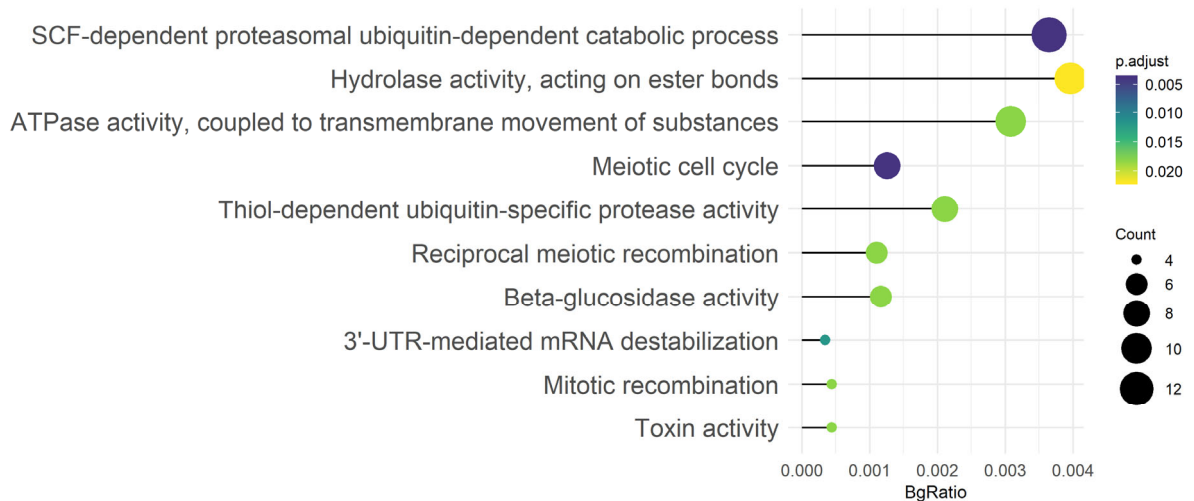 SCF-dependent proteasomal ubiquitin-dependent catabolic process
Hydrolase activity, acting on ester bonds
ATPase activity, coupled to transmembrane movement of substances
Meiotic cell cycle
Thiol-dependent ubiquitin-specific protease activity
Reciprocal meiotic recombination
Beta-glucosidase activity
3'-UTR-mediated mRNA destabilization
Mitotic recombination
Toxin activity
0.000 0.001 0.002 0.003 0.004
BgRatio
p.adjust
0.005
0.010
0.015
0.020
Count
4
6
8
10
12